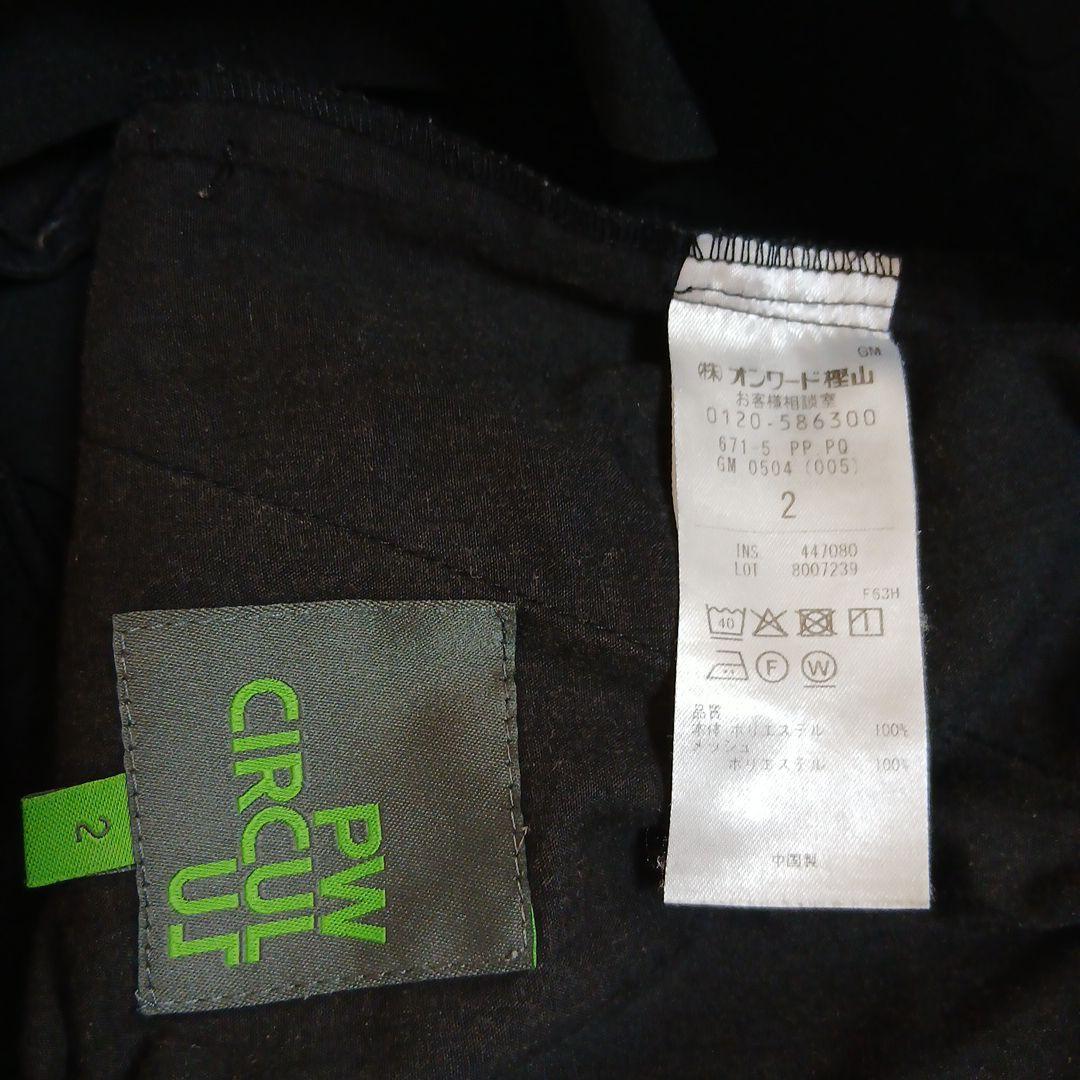 GM
㈱オンワード樫山
お客様相談室
0120-586300
671-5 PP PQ
GM 0504 (005)
2
INS 447080
LOT 8007239
F63H
40
F
W
品質
本体 ポリエステル 100%
メッシュ
ポリエステル 100%
中国製
PW
CIRCUL
2